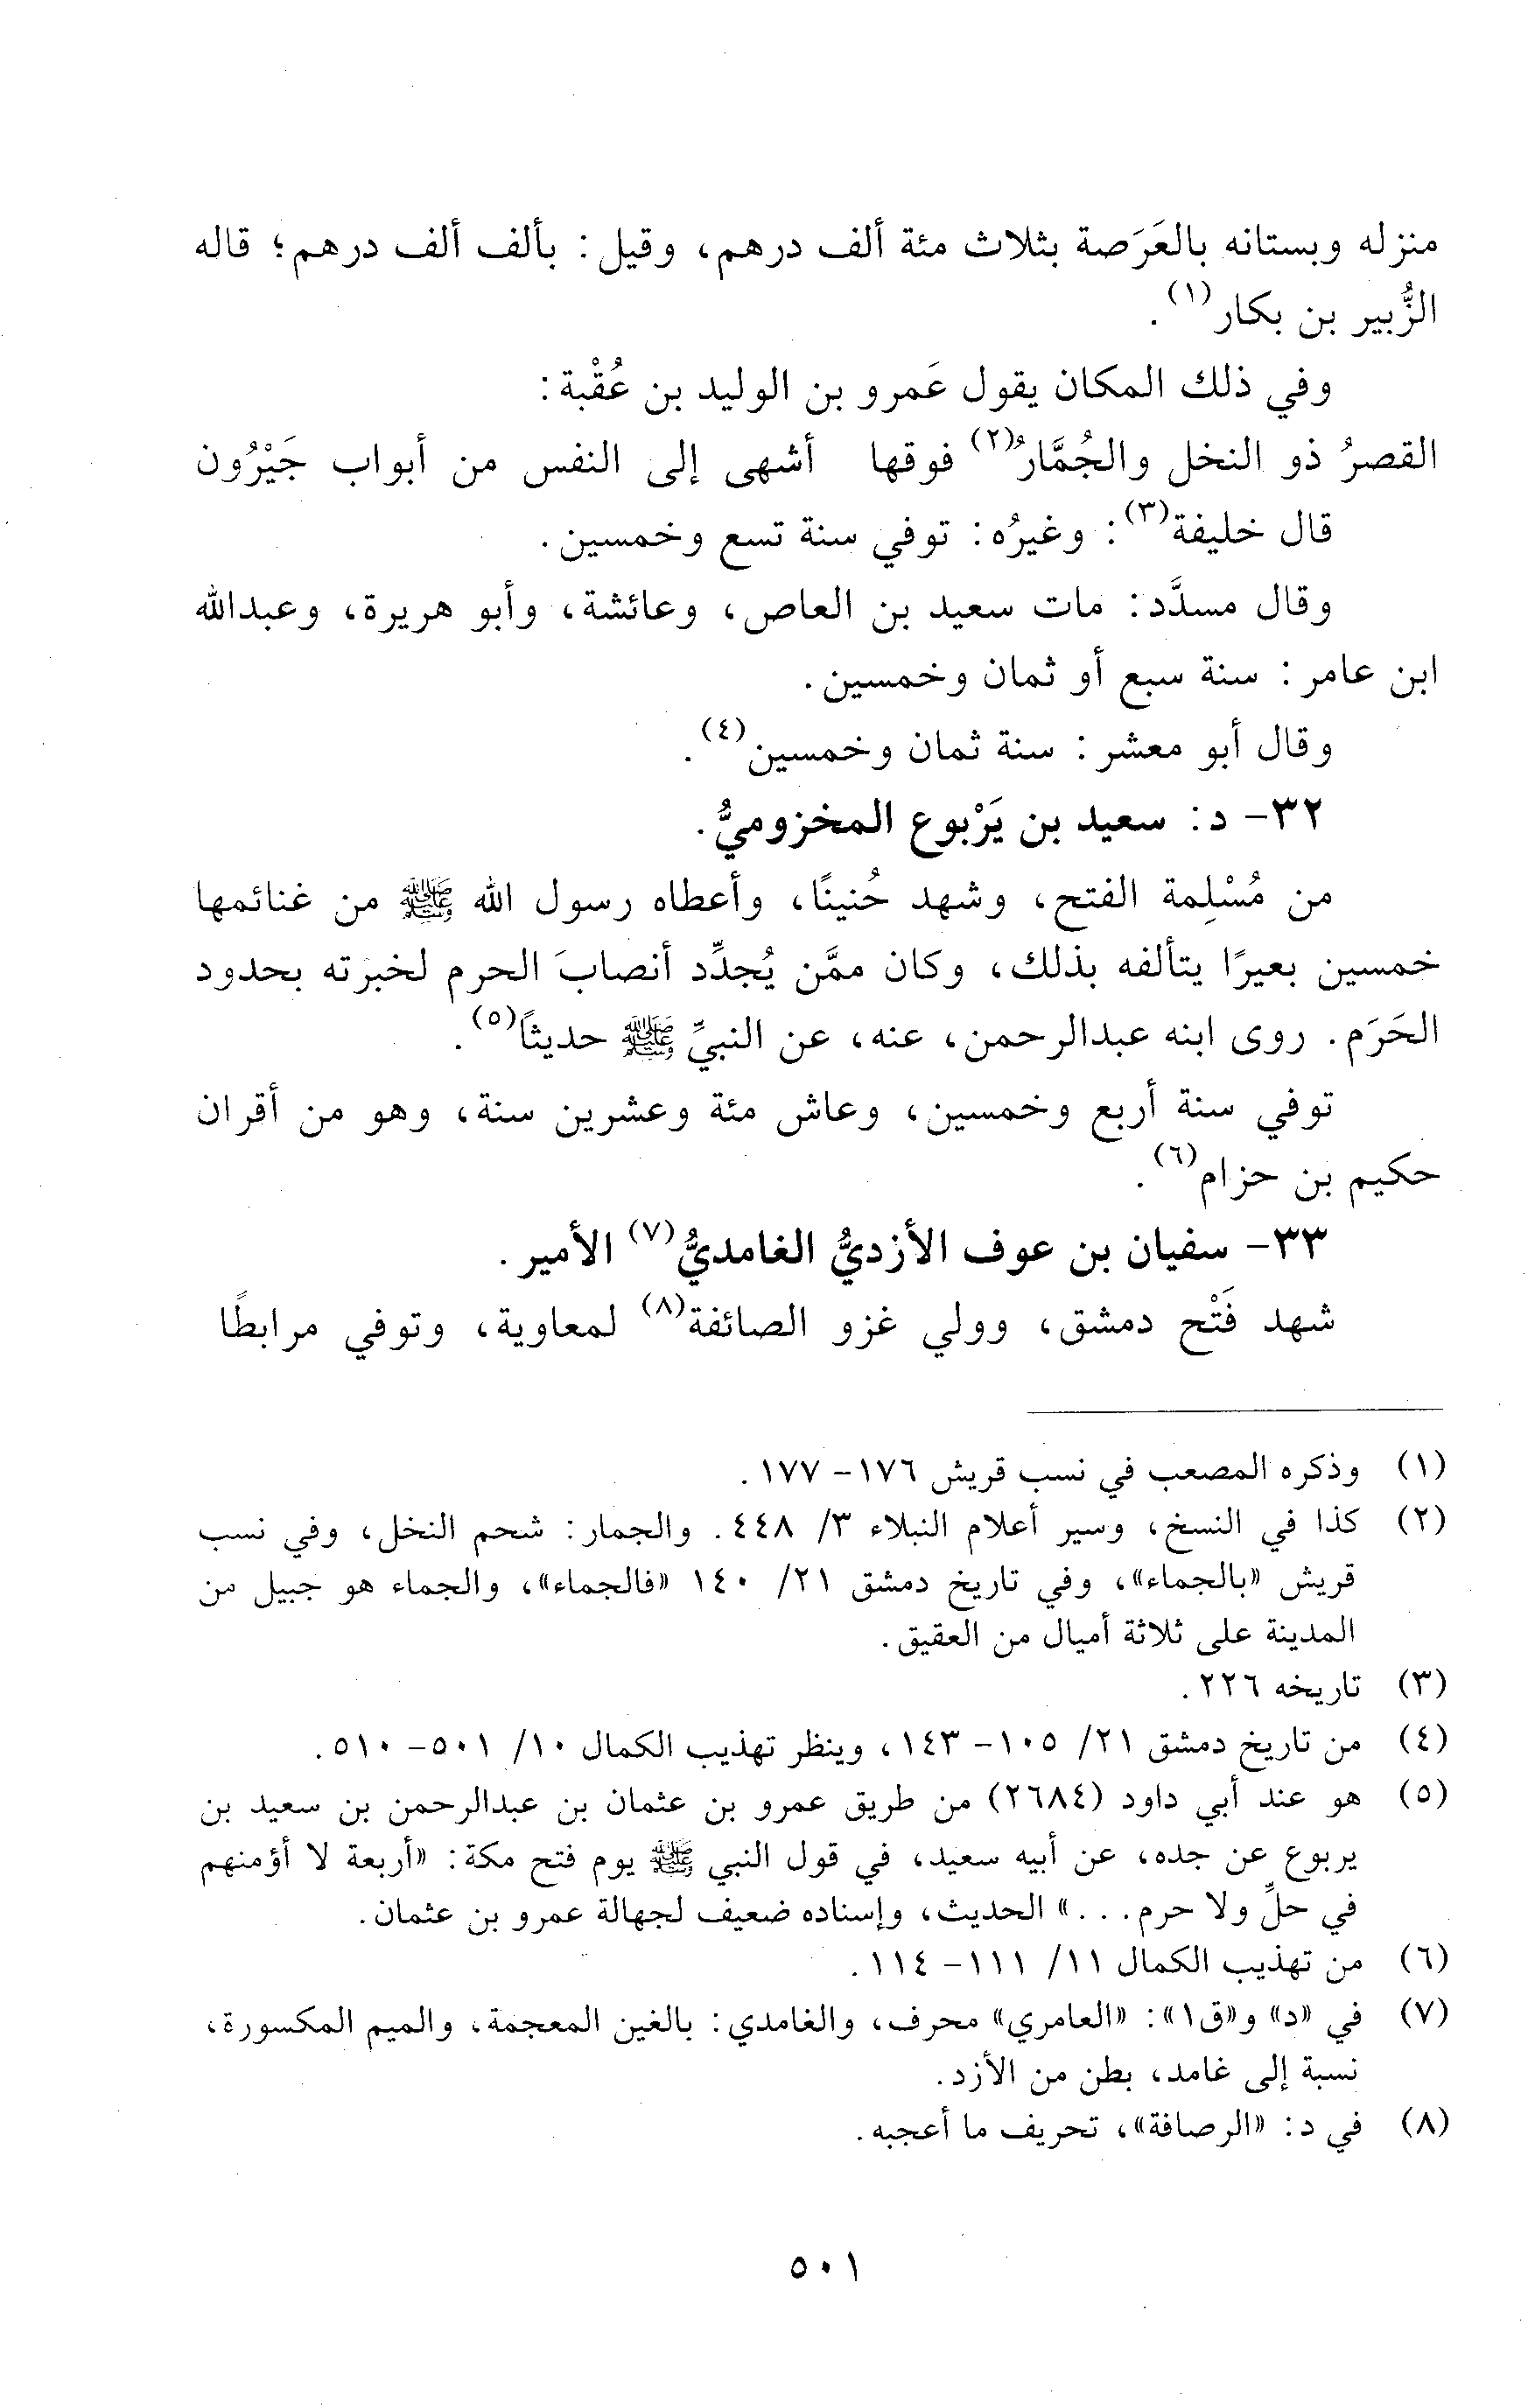 منزله وبستانه بالعَرَصة بثلاث مئة ألف درهم، وقيل: بألف ألف درهم؛ قاله
الزُّبير بن بكار(١).
وفي ذلك المكان يقول عَمرو بن الوليد بن عُقْبة:
القصرُ ذو النخل والجُمَّارُ(٢) فوقها أشهى إلى النفس من أبواب جَيْرُون
قال خليفة(٣): وغيرُه: توفي سنة تسع وخمسين.
وقال مسدَّد: مات سعيد بن العاص، وعائشة، وأبو هريرة، وعبدالله
ابن عامر: سنة سبع أو ثمان وخمسين.
وقال أبو معشر: سنة ثمان وخمسين(٤).
٣٢- د: سعيد بن يَرْبوع المخزوميُّ.
من مُسْلِمة الفتح، وشهد حُنينًا، وأعطاه رسول الله ﷺ من غنائمها
خمسين بعيرًا يتألفه بذلك، وكان ممَّن يُجدِّد أنصابَ الحرم لخبرته بحدود
الحَرَم. روى ابنه عبدالرحمن، عنه، عن النبيِّ ﷺ حديثًا(٥).
توفي سنة أربع وخمسين، وعاش مئة وعشرين سنة، وهو من أقران
حكيم بن حزام(٦).
٣٣- سفيان بن عوف الأزديُّ الغامديُّ(٧) الأمير.
شهد فَتْح دمشق، وولي غزو الصائفة(٨) لمعاوية، وتوفي مرابطًا
(١) وذكره المصعب في نسب قريش ١٧٦- ١٧٧.
(٢) كذا في النسخ، وسير أعلام النبلاء ٣/ ٤٤٨. والجمار: شحم النخل، وفي نسب
قريش «بالجماء»، وفي تاريخ دمشق ٢١/ ١٤٠ «فالجماء»، والجماء هو جبيل من
المدينة على ثلاثة أميال من العقيق.
(٣) تاريخه ٢٢٦.
(٤) من تاريخ دمشق ٢١/ ١٠٥- ١٤٣، وينظر تهذيب الكمال ١٠/ ٥٠١- ٥١٠.
(٥) هو عند أبي داود (٢٦٨٤) من طريق عمرو بن عثمان بن عبدالرحمن بن سعيد بن
يربوع عن جده، عن أبيه سعيد، في قول النبي ﷺ يوم فتح مكة: «أربعة لا أؤمنهم
في حلٍّ ولا حرم...» الحديث، وإسناده ضعيف لجهالة عمرو بن عثمان.
(٦) من تهذيب الكمال ١١/ ١١١- ١١٤.
(٧) في «د» و«ق١»: «العامري» محرف، والغامدي: بالغين المعجمة، والميم المكسورة،
نسبة إلى غامد، بطن من الأزد.
(٨) في د: «الرصافة»، تحريف ما أعجبه.
٥٠١